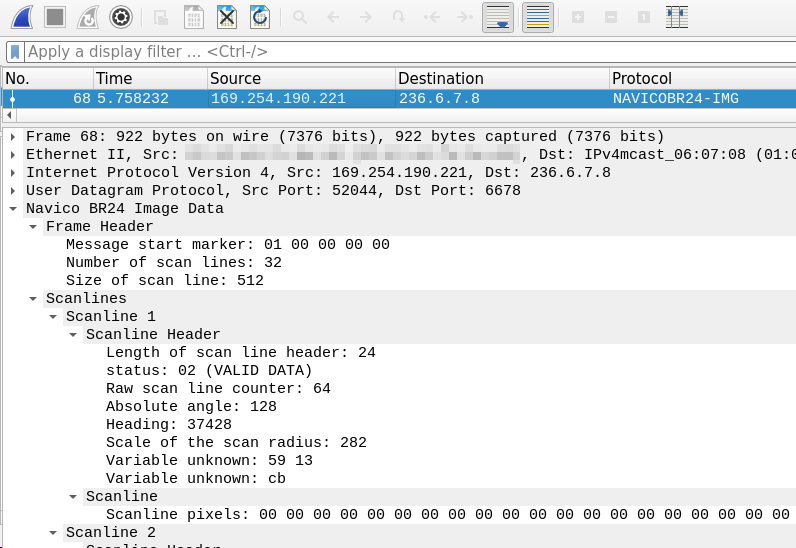 Apply a display filter … <Ctrl-/>
No. Time Source Destination Protocol
68 5.758232 169.254.190.221 236.6.7.8 NAVICOBR24-IMG
Frame 68: 922 bytes on wire (7376 bits), 922 bytes captured (7376 bits)
Ethernet II, Src: , Dst: IPv4mcast_06:07:08 (01:0
Internet Protocol Version 4, Src: 169.254.190.221, Dst: 236.6.7.8
User Datagram Protocol, Src Port: 52044, Dst Port: 6678
Navico BR24 Image Data
Frame Header
Message start marker: 01 00 00 00 00
Number of scan lines: 32
Size of scan line: 512
Scanlines
Scanline 1
Scanline Header
Length of scan line header: 24
status: 02 (VALID DATA)
Raw scan line counter: 64
Absolute angle: 128
Heading: 37428
Scale of the scan radius: 282
Variable unknown: 59 13
Variable unknown: cb
Scanline
Scanline pixels: 00 00 00 00 00 00 00 00 00 00 00 00 00 00 00 00 00 00 00 00
Scanline 2
Scanline Header